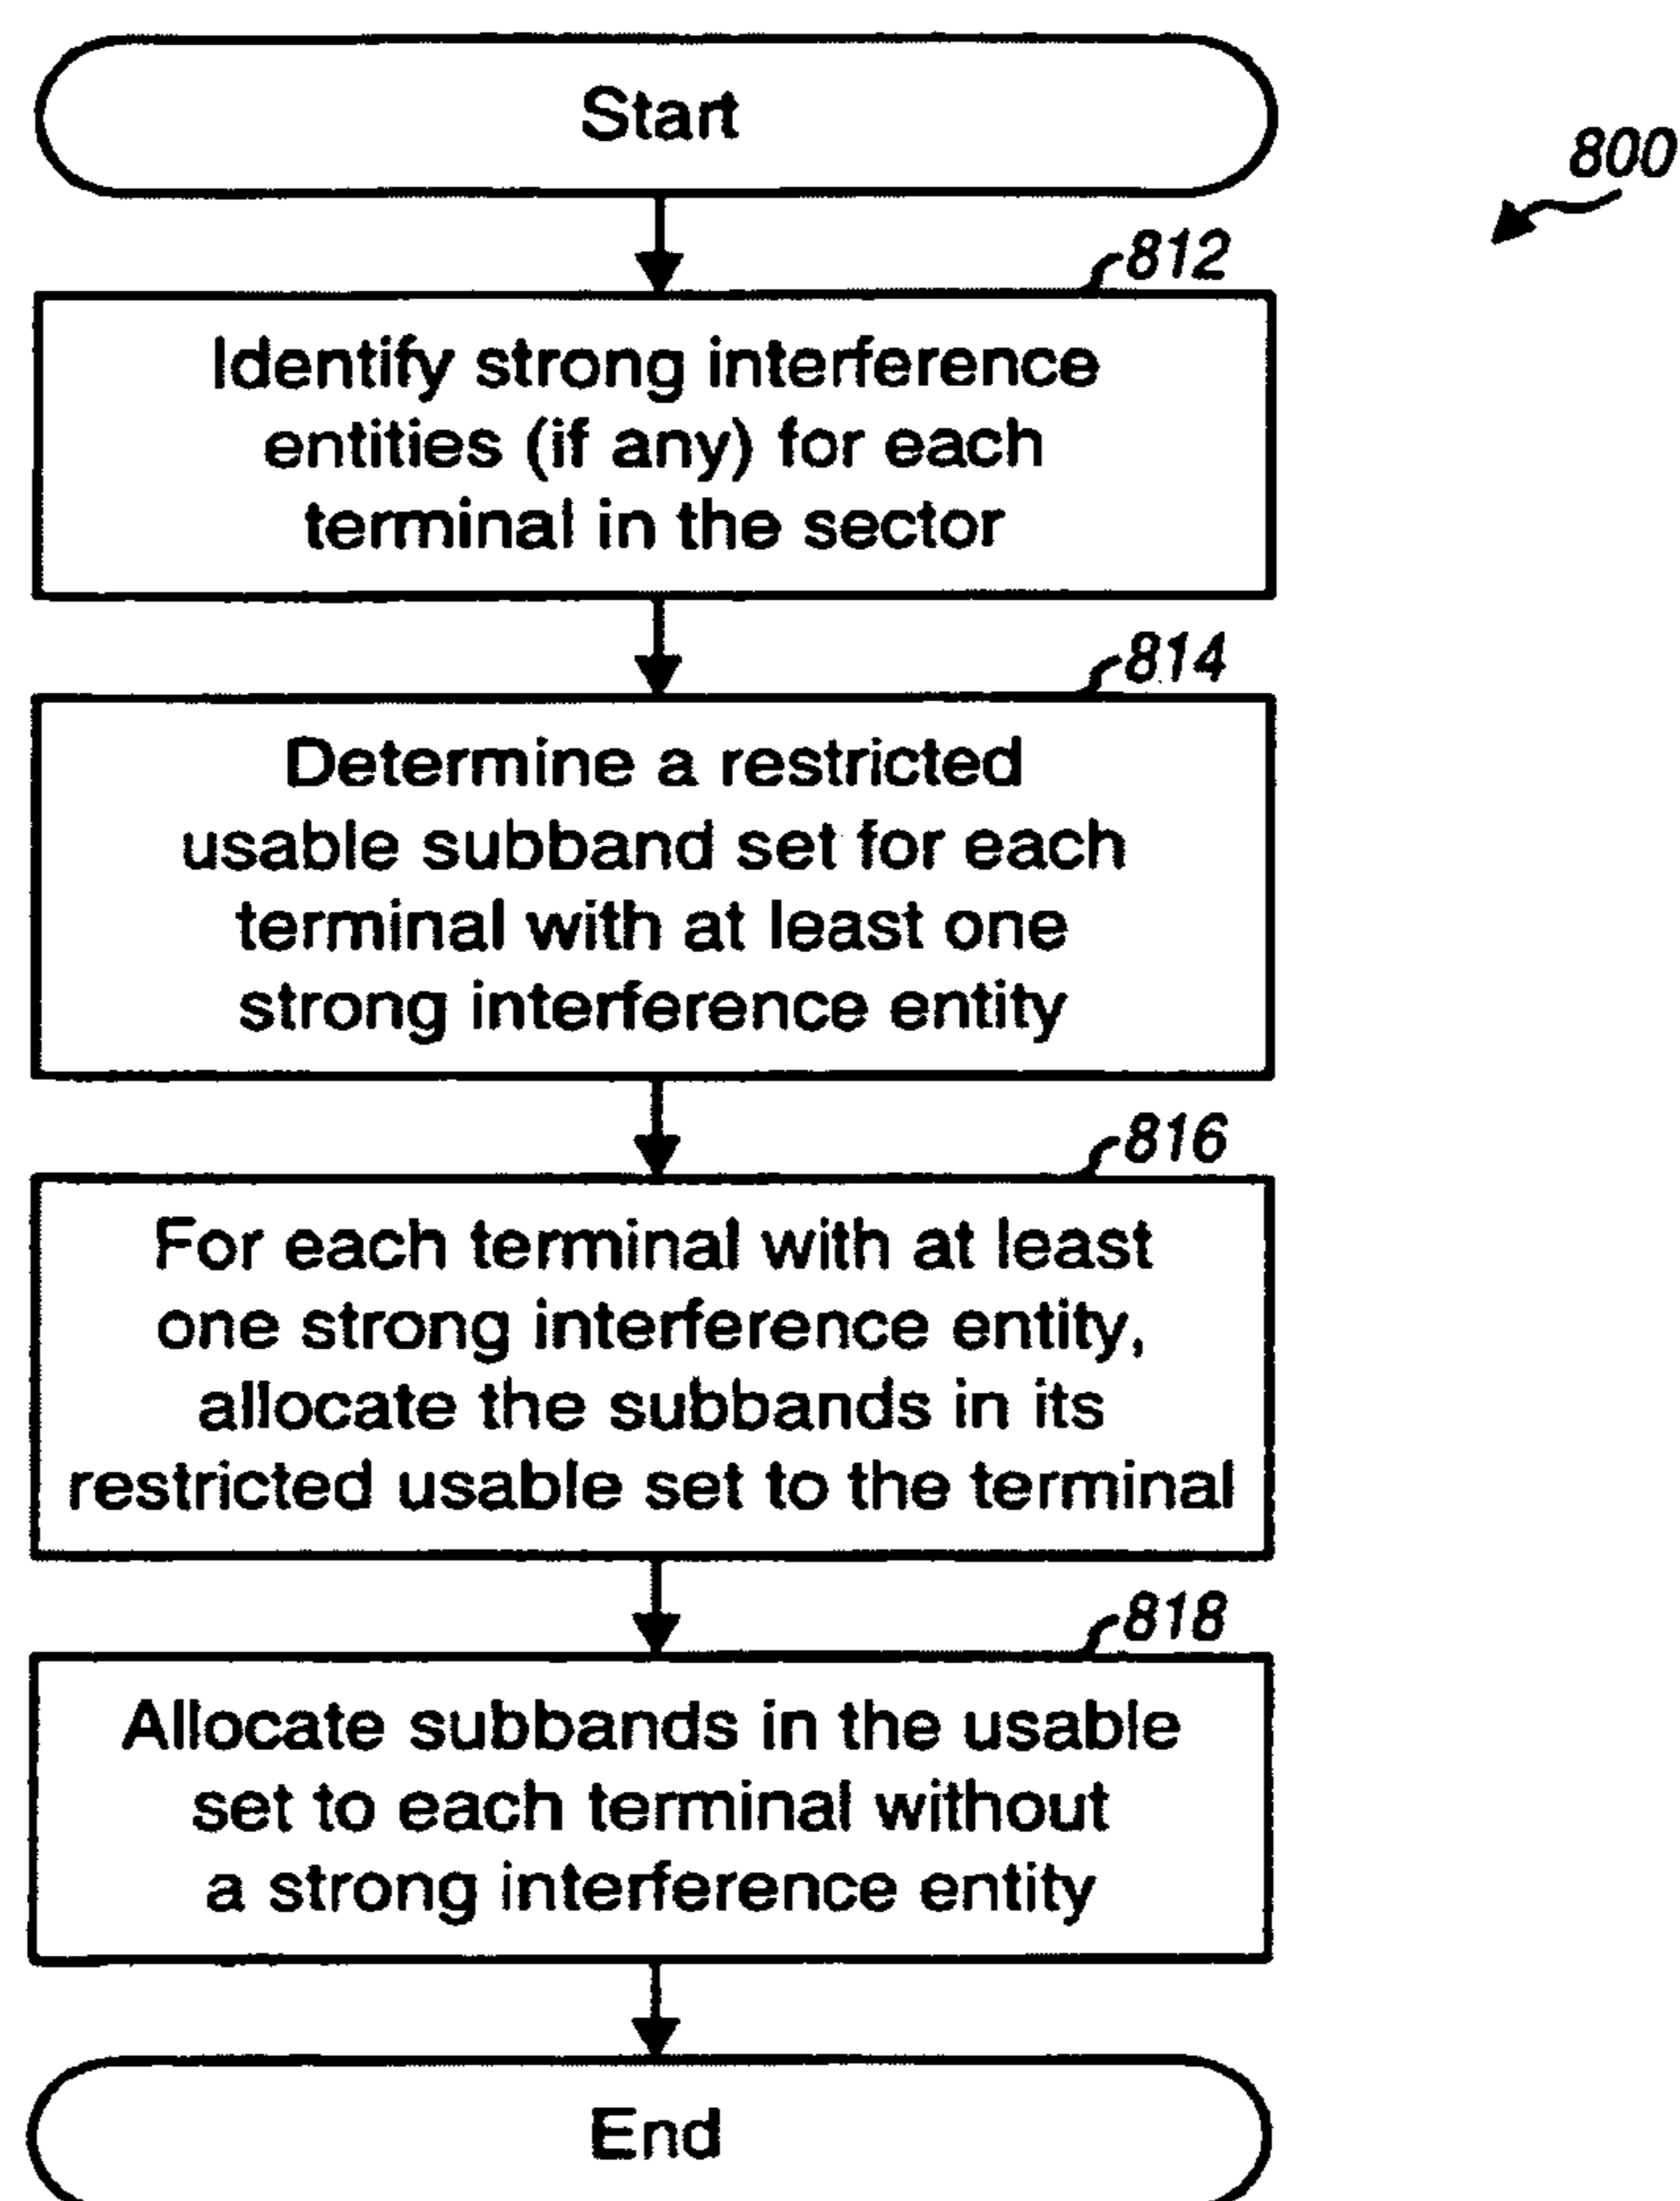 Start
800
812
Identify strong interference
entities (if any) for each
terminal in the sector
814
Determine a restricted
usable subband set for each
terminal with at least one
strong interference entity
816
For each terminal with at least
one strong interference entity,
allocate the subbands in its
restricted usable set to the terminal
818
Allocate subbands in the usable
set to each terminal without
a strong interference entity
End